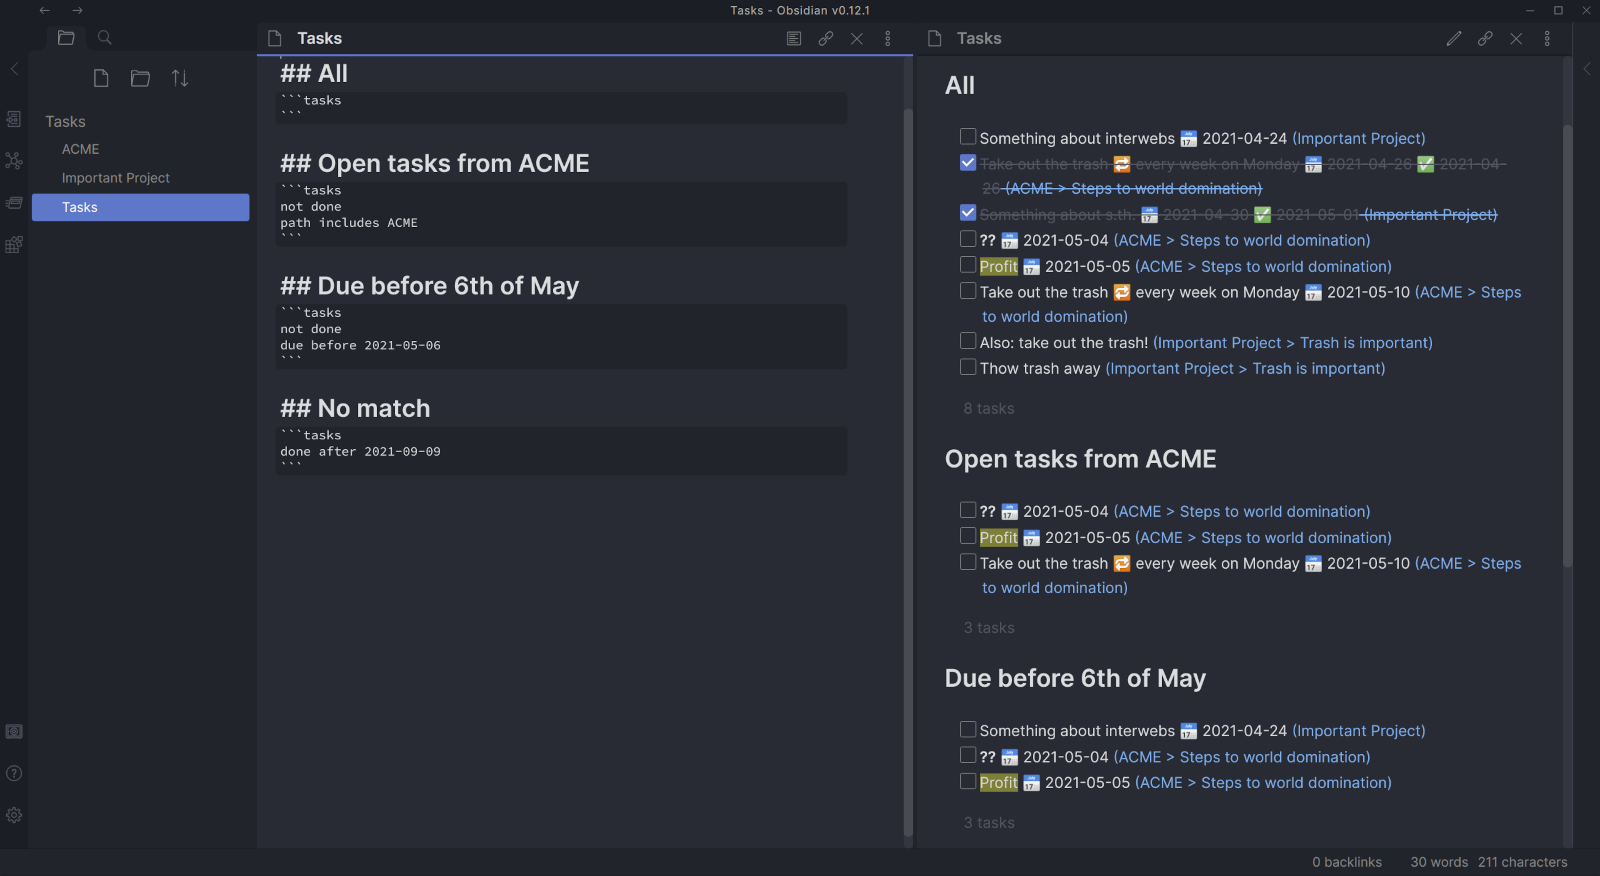 Tasks - Obsidian v0.12.1
Tasks
ACME
Important Project
Tasks
Tasks
## All
```tasks
```
## Open tasks from ACME
```tasks
not done
path includes ACME
```
## Due before 6th of May
```tasks
not done
due before 2021-05-06
```
## No match
```tasks
done after 2021-09-09
```
Tasks
All
Something about interwebs 📅 2021-04-24 (Important Project)
Take out the trash 🔁 every week on Monday 📅 2021-04-26 ✅ 2021-04-
26 (ACME > Steps to world domination)
Something about s.th. 📅 2021-04-30 ✅ 2021-05-01 (Important Project)
?? 📅 2021-05-04 (ACME > Steps to world domination)
Profit 📅 2021-05-05 (ACME > Steps to world domination)
Take out the trash 🔁 every week on Monday 📅 2021-05-10 (ACME > Steps
to world domination)
Also: take out the trash! (Important Project > Trash is important)
Thow trash away (Important Project > Trash is important)
8 tasks
Open tasks from ACME
?? 📅 2021-05-04 (ACME > Steps to world domination)
Profit 📅 2021-05-05 (ACME > Steps to world domination)
Take out the trash 🔁 every week on Monday 📅 2021-05-10 (ACME > Steps
to world domination)
3 tasks
Due before 6th of May
Something about interwebs 📅 2021-04-24 (Important Project)
?? 📅 2021-05-04 (ACME > Steps to world domination)
Profit 📅 2021-05-05 (ACME > Steps to world domination)
3 tasks
0 backlinks 30 words 211 characters